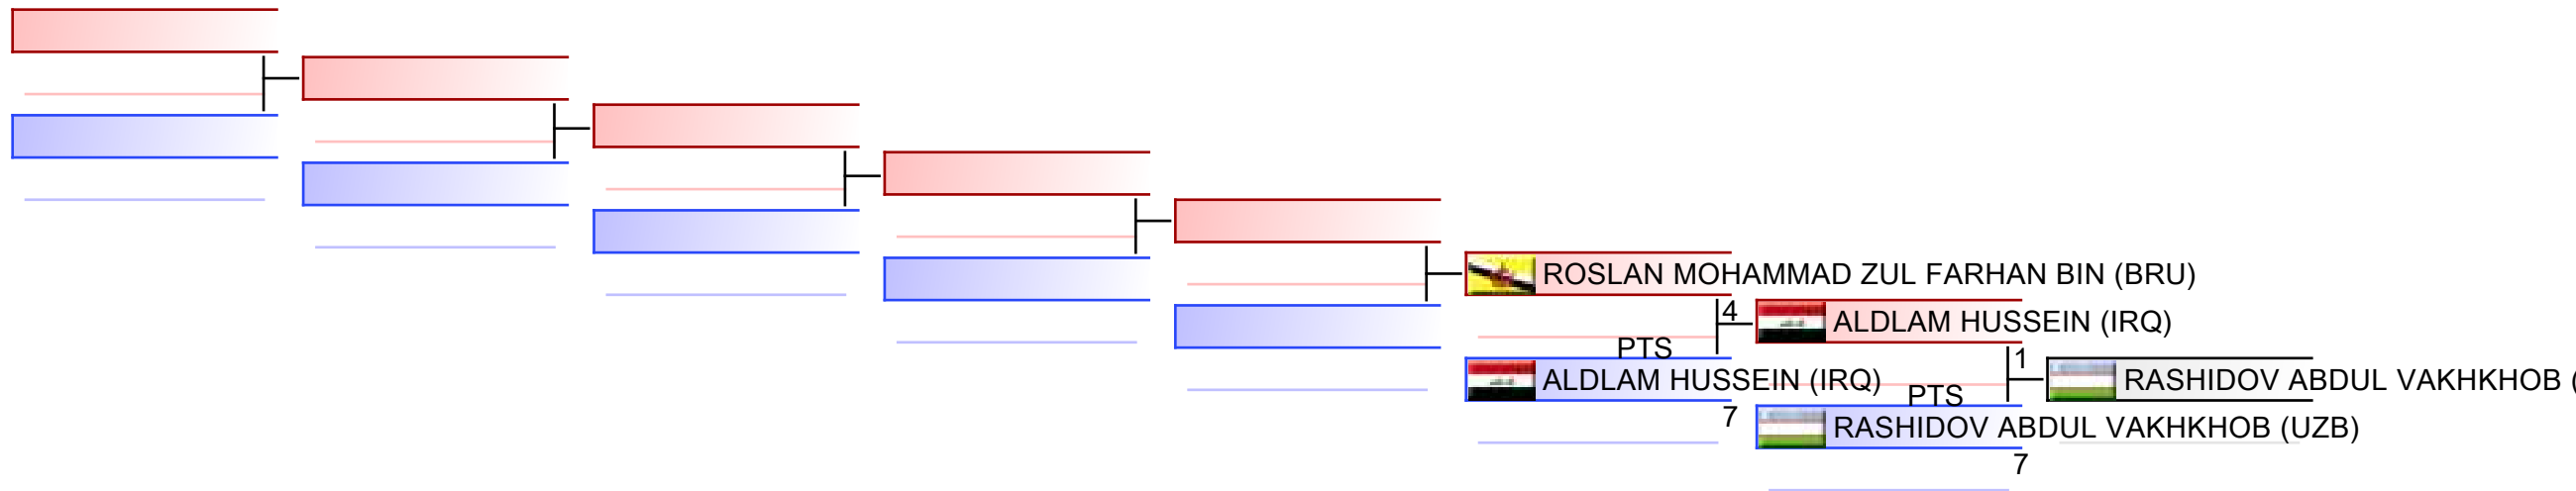 ROSLAN MOHAMMAD ZUL FARHAN BIN (BRU)
4
ALDLAM HUSSEIN (IRQ)
PTS
1
ALDLAM HUSSEIN (IRQ)
RASHIDOV ABDUL VAKHKHOB (
PTS
7
RASHIDOV ABDUL VAKHKHOB (UZB)
7